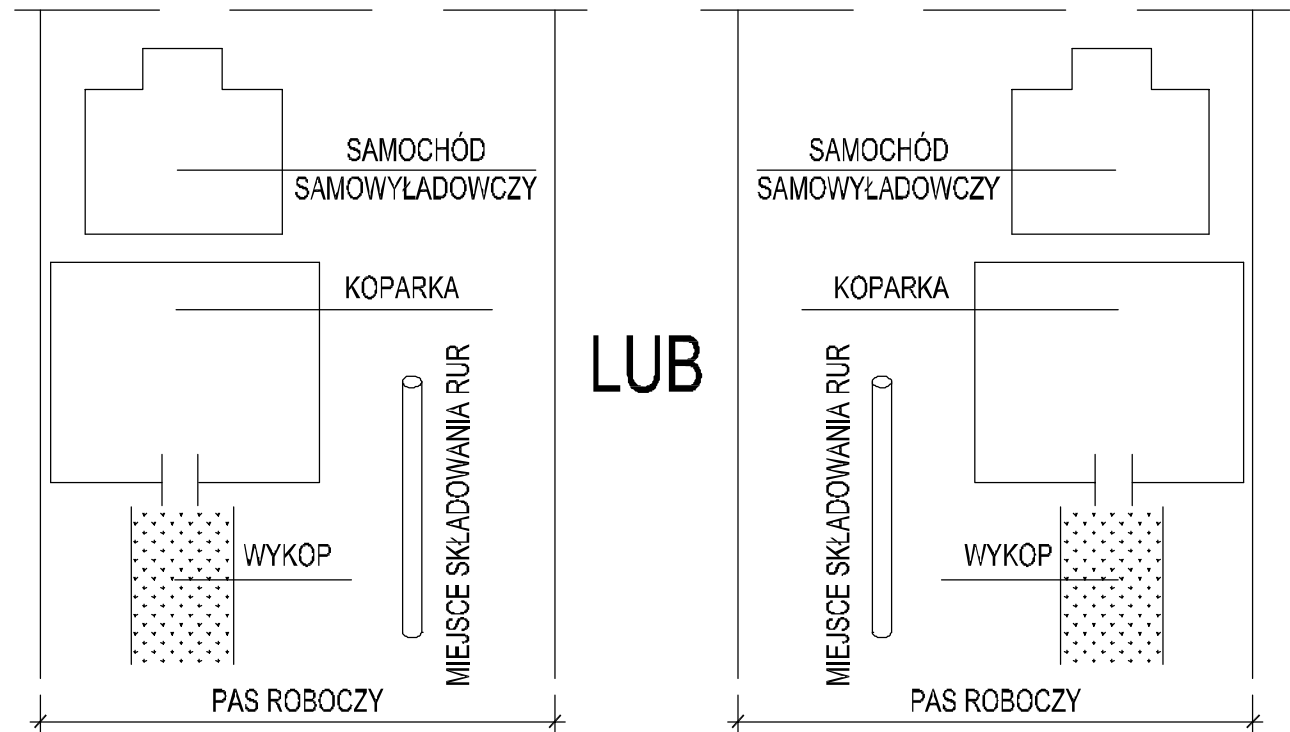 SAMOCHÓD
SAMOWYŁADOWCZY
KOPARKA
MIEJSCE SKŁADOWANIA RUR
WYKOP
PAS ROBOCZY
LUB
SAMOCHÓD
SAMOWYŁADOWCZY
KOPARKA
MIEJSCE SKŁADOWANIA RUR
WYKOP
PAS ROBOCZY